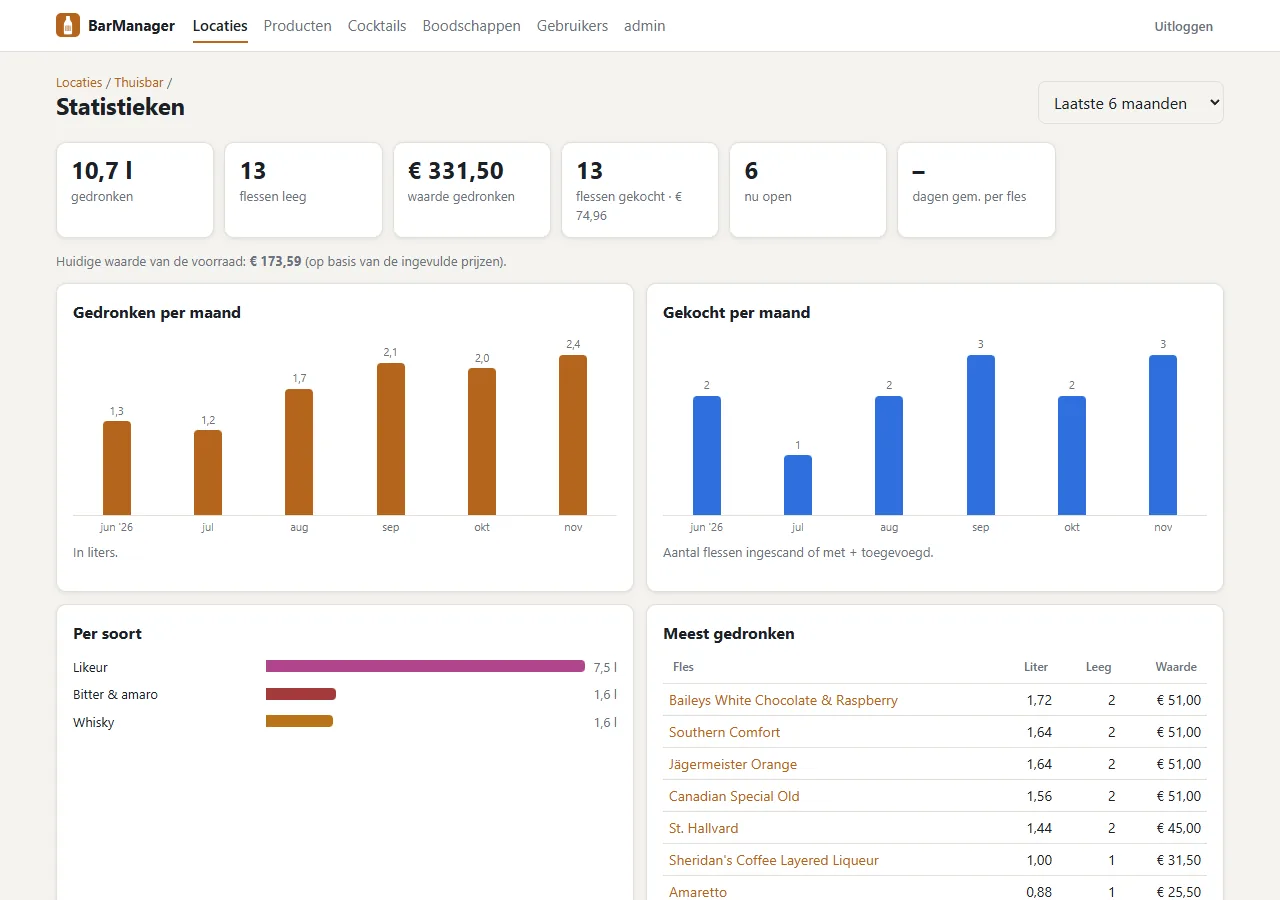 BarManager Locaties Producten Cocktails Boodschappen Gebruikers admin Uitloggen
Locaties / Thuisbar /
Statistieken
Laatste 6 maanden
10,7 l
gedronken
13
flessen leeg
€ 331,50
waarde gedronken
13
flessen gekocht · €
74,96
6
nu open
–
dagen gem. per fles
Huidige waarde van de voorraad: € 173,59 (op basis van de ingevulde prijzen).
Gedronken per maand
1,3 1,2 1,7 2,1 2,0 2,4
jun '26 jul aug sep okt nov
In liters.
Gekocht per maand
2 1 2 3 2 3
jun '26 jul aug sep okt nov
Aantal flessen ingescand of met + toegevoegd.
Per soort
Likeur 7,5 l
Bitter & amaro 1,6 l
Whisky 1,6 l
Meest gedronken
Fles Liter Leeg Waarde
Baileys White Chocolate & Raspberry 1,72 2 € 51,00
Southern Comfort 1,64 2 € 51,00
Jägermeister Orange 1,64 2 € 51,00
Canadian Special Old 1,56 2 € 51,00
St. Hallvard 1,44 2 € 45,00
Sheridan's Coffee Layered Liqueur 1,00 1 € 31,50
Amaretto 0,88 1 € 25,50